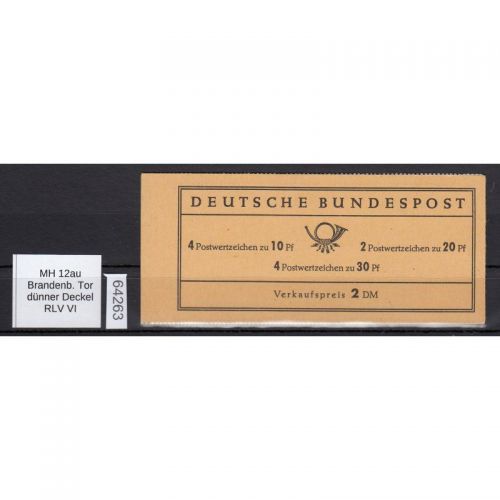 MH 12au
Brandenb. Tor
dünner Deckel
RLV VI
64263
DEUTSCHE BUNDESPOST
4 Postwertzeichen zu 10 Pf
2 Postwertzeichen zu 20 Pf
4 Postwertzeichen zu 30 Pf
Verkaufspreis 2 DM